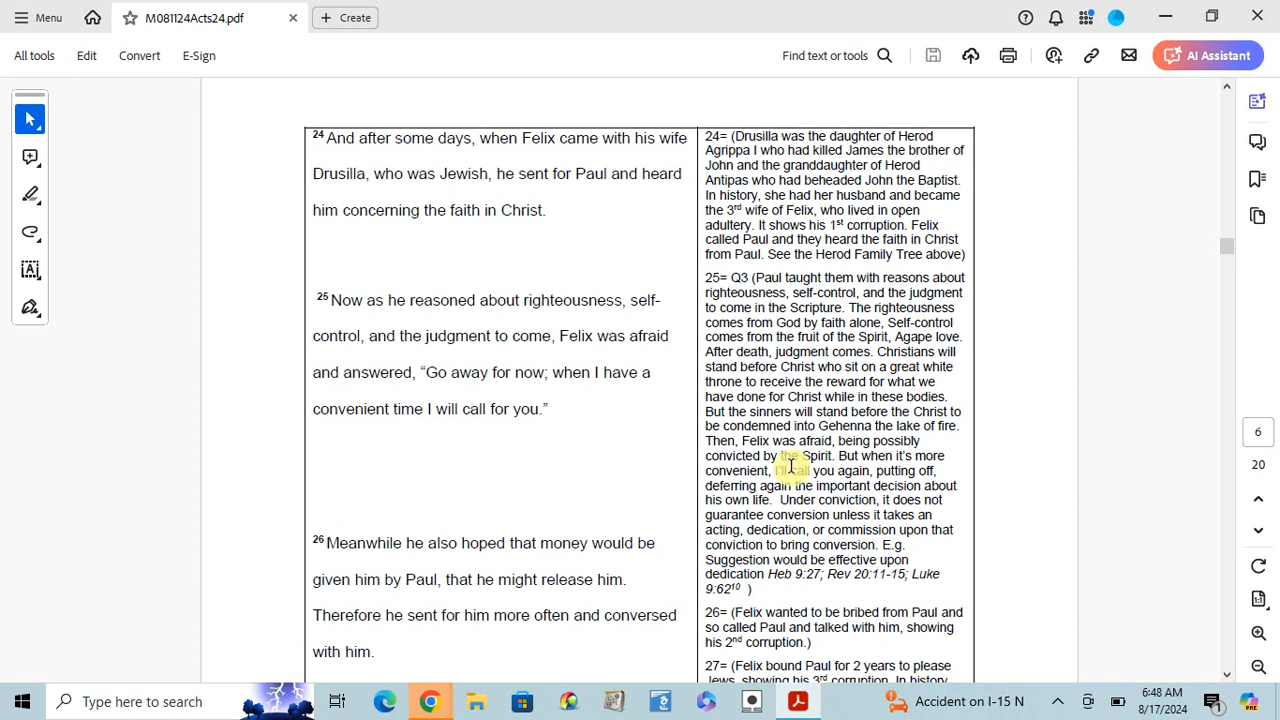 Menu
M081124Acts24.pdf
Create
All tools
Edit
Convert
E-Sign
Find text or tools
AI Assistant
24 And after some days, when Felix came with his wife
Drusilla, who was Jewish, he sent for Paul and heard
him concerning the faith in Christ.
25 Now as he reasoned about righteousness, self-
control, and the judgment to come, Felix was afraid
and answered, “Go away for now; when I have a
convenient time I will call for you.”
26 Meanwhile he also hoped that money would be
given him by Paul, that he might release him.
Therefore he sent for him more often and conversed
with him.
24= (Drusilla was the daughter of Herod
Agrippa I who had killed James the brother of
John and the granddaughter of Herod
Antipas who had beheaded John the Baptist.
In history, she had her husband and became
the 3rd wife of Felix, who lived in open
adultery. It shows his 1st corruption. Felix
called Paul and they heard the faith in Christ
from Paul. See the Herod Family Tree above)
25= Q3 (Paul taught them with reasons about
righteousness, self-control, and the judgment
to come in the Scripture. The righteousness
comes from God by faith alone, Self-control
comes from the fruit of the Spirit, Agape love.
After death, judgment comes. Christians will
stand before Christ who sit on a great white
throne to receive the reward for what we
have done for Christ while in these bodies.
But the sinners will stand before the Christ to
be condemned into Gehenna the lake of fire.
Then, Felix was afraid, being possibly
convicted by the Spirit. But when it’s more
convenient, I’ll call you again, putting off,
deferring again the important decision about
his own life. Under conviction, it does not
guarantee conversion unless it takes an
acting, dedication, or commission upon that
conviction to bring conversion. E.g.
Suggestion would be effective upon
dedication Heb 9:27; Rev 20:11-15; Luke
9:62¹⁰ )
26= (Felix wanted to be bribed from Paul and
so called Paul and talked with him, showing
his 2nd corruption.)
27= (Felix bound Paul for 2 years to please
Jews, showing his 3rd corruption. In history
6
20
Type here to search
Accident on I-15 N
6:48 AM
8/17/2024
1
PRE